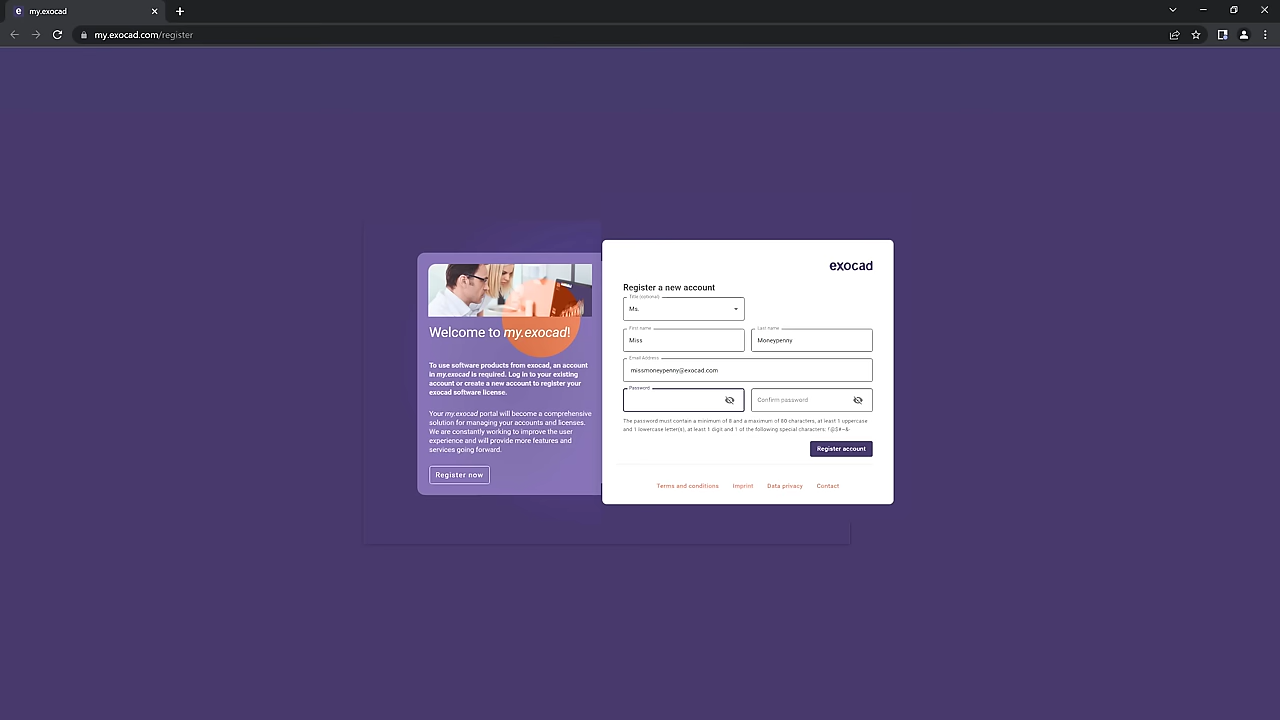 my.exocad
my.exocad.com/register
Welcome to my.exocad!
To use software products from exocad, an account
in my.exocad is required. Log in to your existing
account or create a new account to register your
exocad software license.
Your my.exocad portal will become a comprehensive
solution for managing your accounts and licenses.
We are constantly working to improve the user
experience and will provide more features and
services going forward.
Register now
exocad
Register a new account
Title (optional)
Ms.
First name
Miss
Last name
Moneypenny
Email Address
missmoneypenny@exocad.com
Password
Confirm password
The password must contain a minimum of 8 and a maximum of 60 characters, at least 1 uppercase
and 1 lowercase letter(s), at least 1 digit and 1 of the following special characters:
Register account
Terms and conditions
Imprint
Data privacy
Contact